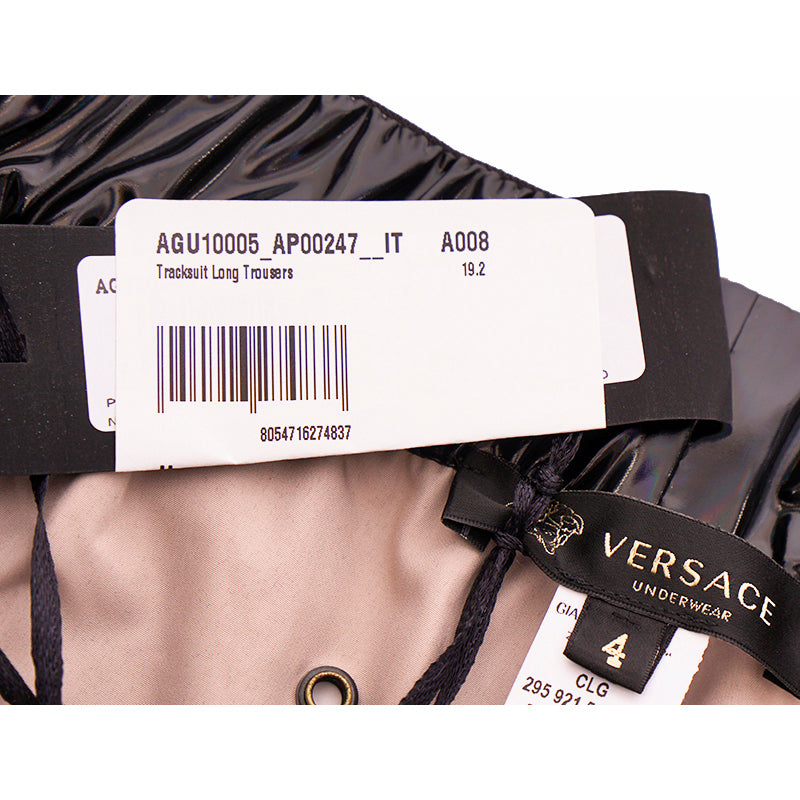 AGU10005_AP00247__IT A008
Tracksuit Long Trousers 19.2
8054716274837
VERSACE
UNDERWEAR
4
CLG
295 921